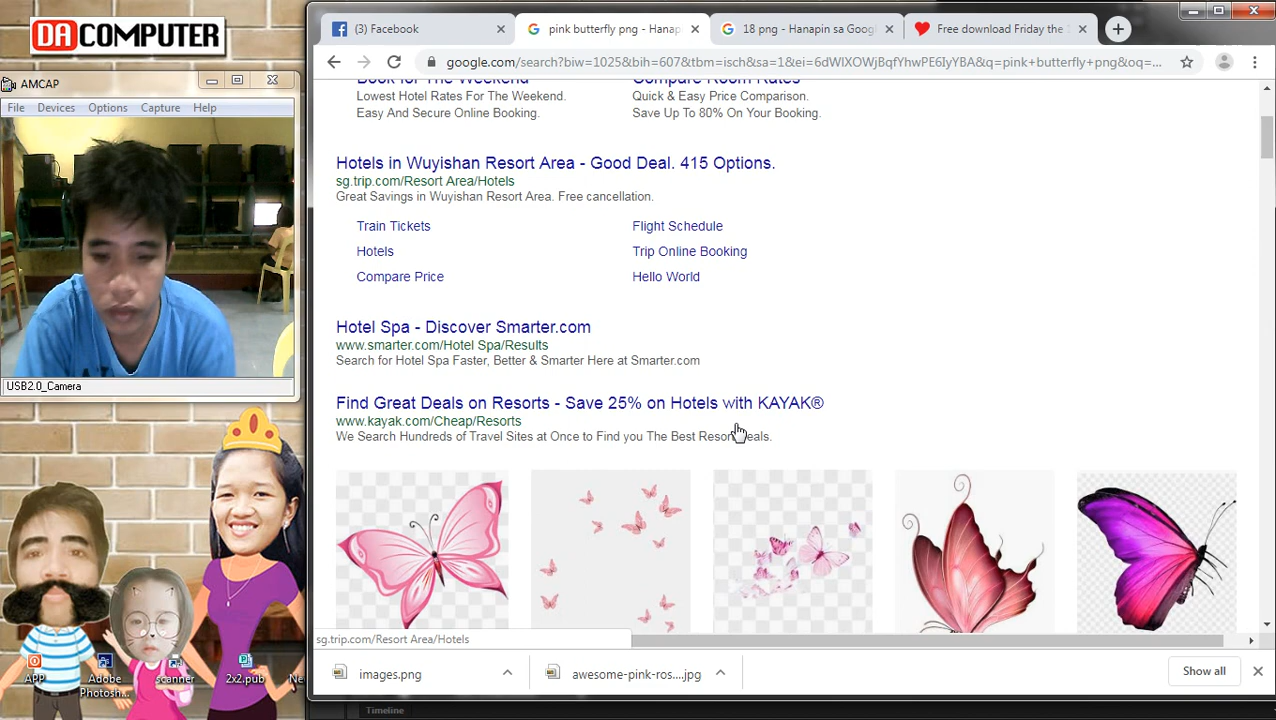 DACOMPUTER
AMCAP
File Devices Options Capture Help
USB2.0_Camera
APP
Adobe
Photosh...
scanner
2x2.pub
Ne
(3) Facebook
pink butterfly png - Hanap
18 png - Hanapin sa Goog
Free download Friday the
google.com/search?biw=1025&bih=607&tbm=isch&sa=1&ei=6dWlXOWjBqfYhwPE6IyYBA&q=pink+butterfly+png&oq=...
Book for The Weekend
Compare Room Rates
Lowest Hotel Rates For The Weekend.
Quick & Easy Price Comparison.
Easy And Secure Online Booking.
Save Up To 80% On Your Booking.
Hotels in Wuyishan Resort Area - Good Deal. 415 Options.
sg.trip.com/Resort Area/Hotels
Great Savings in Wuyishan Resort Area. Free cancellation.
Train Tickets
Flight Schedule
Hotels
Trip Online Booking
Compare Price
Hello World
Hotel Spa - Discover Smarter.com
www.smarter.com/Hotel Spa/Results
Search for Hotel Spa Faster, Better & Smarter Here at Smarter.com
Find Great Deals on Resorts - Save 25% on Hotels with KAYAK®
www.kayak.com/Cheap/Resorts
We Search Hundreds of Travel Sites at Once to Find you The Best Resort Deals.
sg.trip.com/Resort Area/Hotels
images.png
awesome-pink-ros....jpg
Show all
Timeline